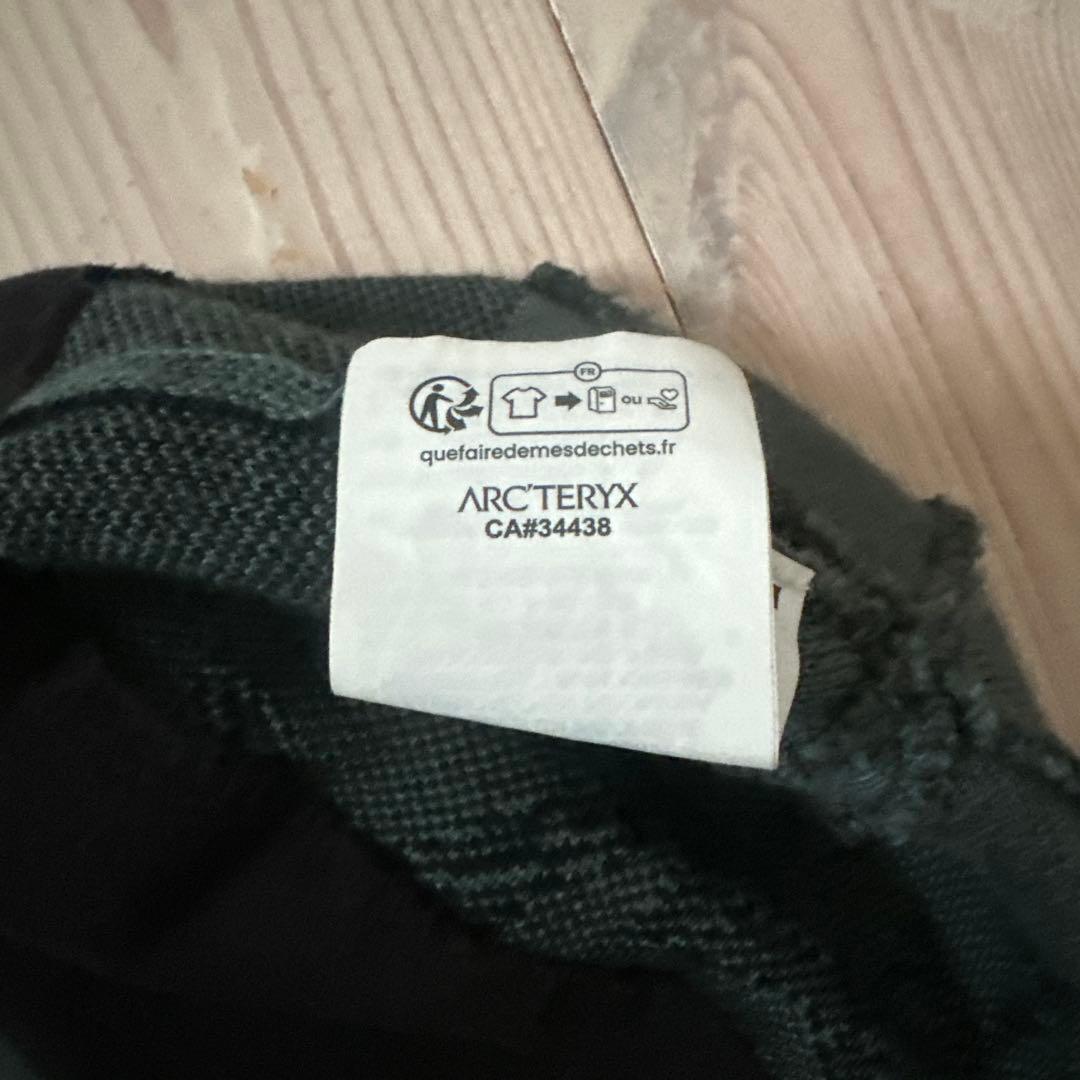 FR
ou
quefairedemesdechets.fr
ARC'TERYX
CA#34438